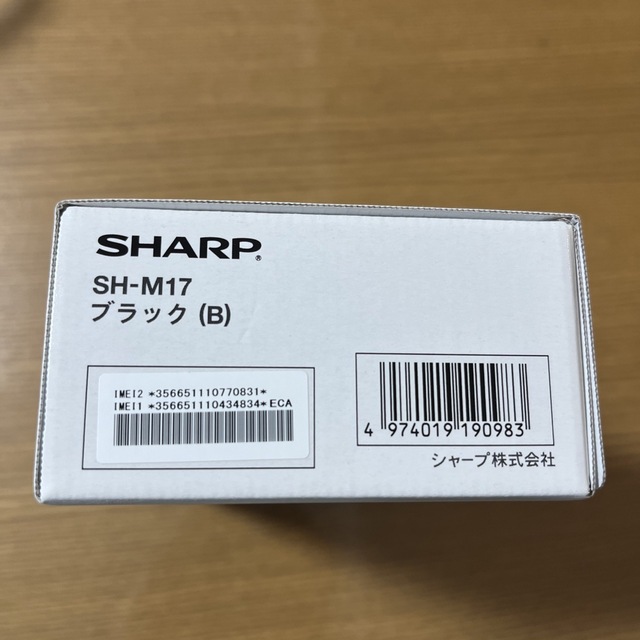 SHARP
SH-M17
ブラック (B)
IMEI2 *356651110770831*
IMEI1 *356651110434834*ECA
4 974019 190983
シャープ株式会社